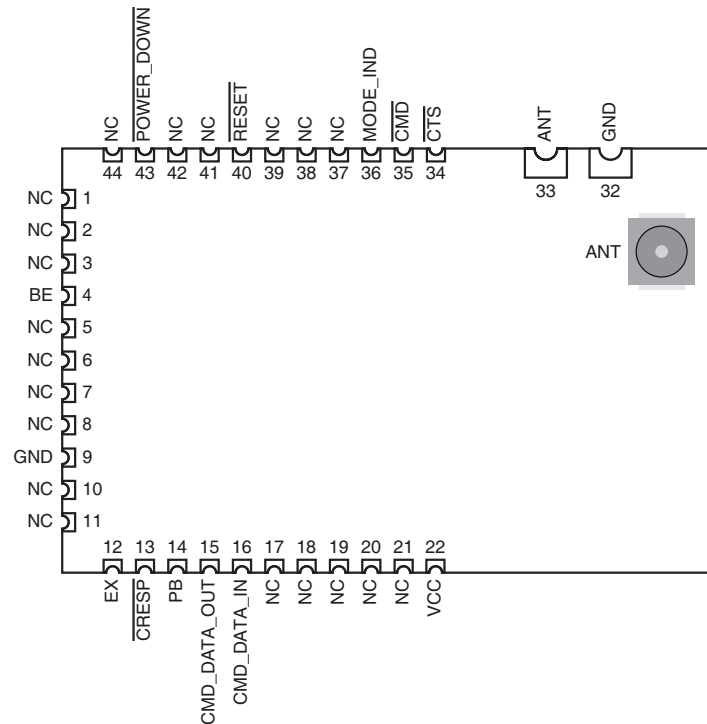 NC
POWER_DOWN
NC
NC
RESET
NC
NC
NC
MODE_IND
CMD
CTS
ANT
GND
44
43
42
41
40
39
38
37
36
35
34
33
32
NC 1
NC 2
NC 3
BE 4
NC 5
NC 6
NC 7
NC 8
GND 9
NC 10
NC 11
ANT
12
13
14
15
16
17
18
19
20
21
22
EX
CRESP
PB
CMD_DATA_OUT
CMD_DATA_IN
NC
NC
NC
NC
NC
VCC